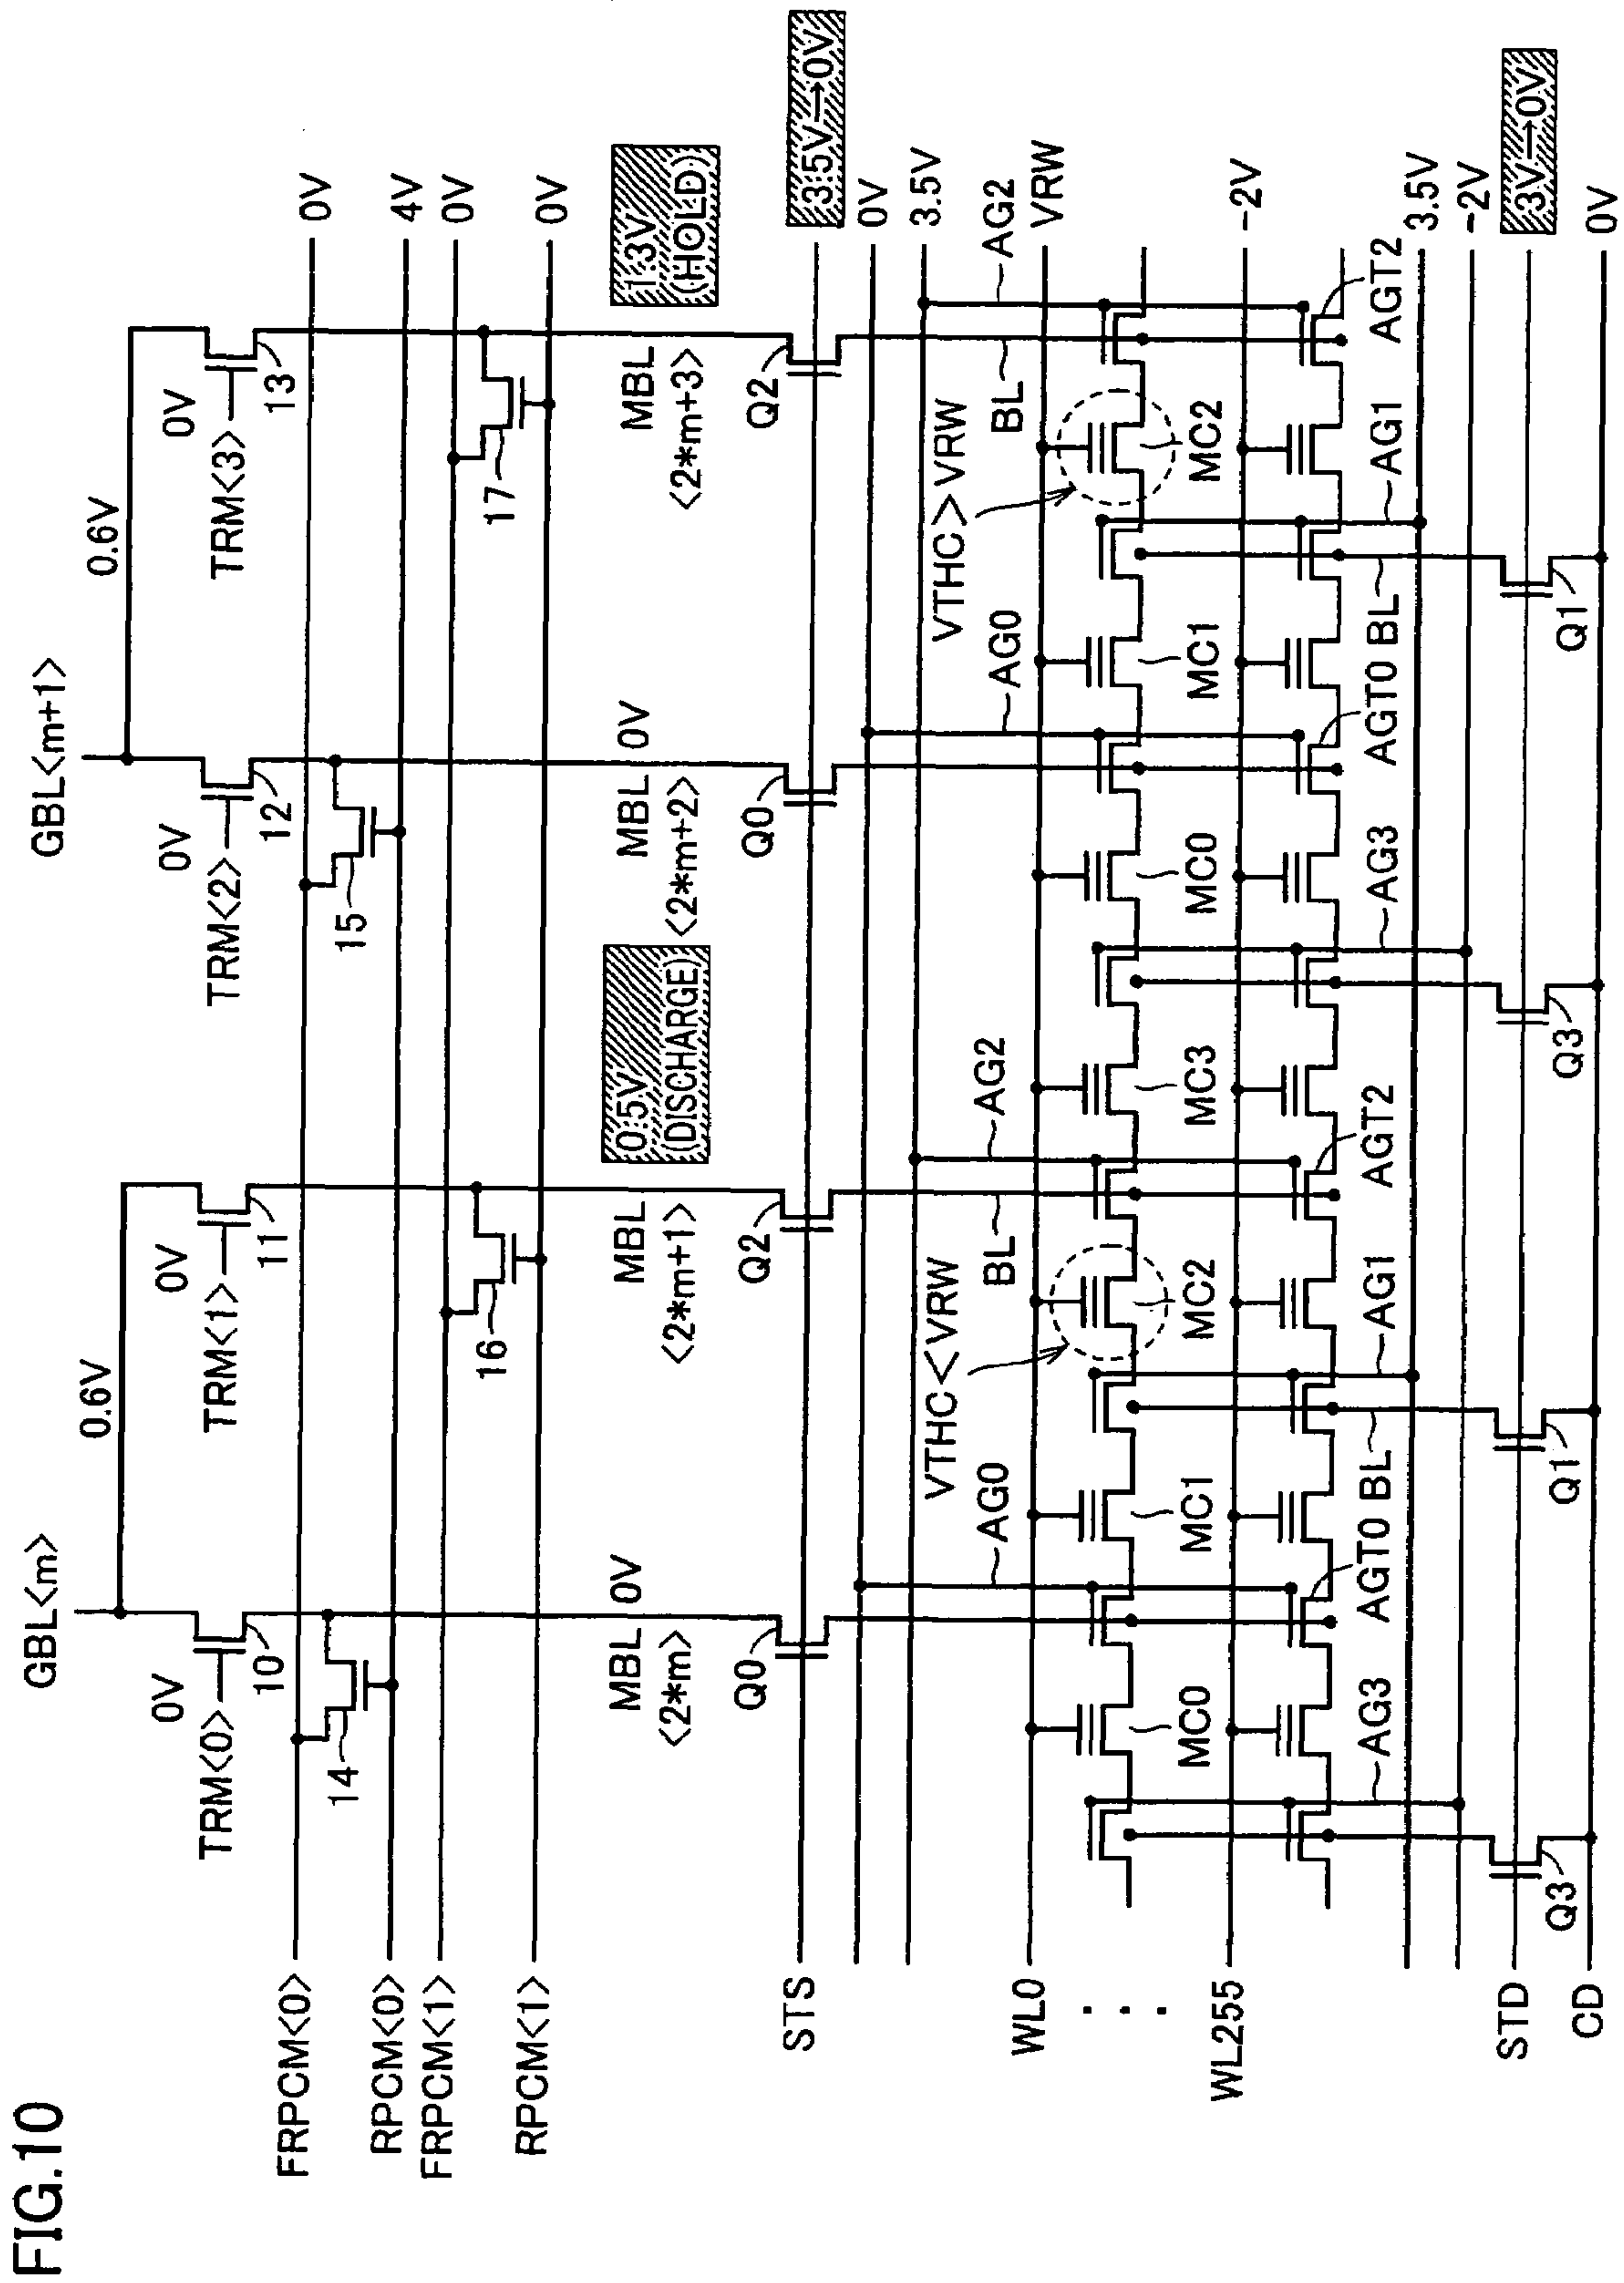 FIG.10
GBL<m>
GBL<m+1>
0.6V
0.6V
0V
TRM<0>
10
0V
TRM<1>
11
0V
TRM<2>
12
0V
TRM<3>
13
FRPCM<0>
0V
14
15
RPCM<0>
4V
FRPCM<1>
0V
16
17
RPCM<1>
0V
MBL
<2*m>
0V
MBL
<2*m+1>
0.5V
(DISCHARGE)
MBL
<2*m+2>
0V
MBL
<2*m+3>
1.3V
(HOLD)
STS
Q0
Q2
Q0
Q2
3.5V→0V
0V
3.5V
AG0
BL
AG2
AG0
BL
AG2
VTHC<VRW
VTHC>VRW
WL0
VRW
MC0
MC1
MC2
MC3
MC0
MC1
MC2
WL255
-2V
AG3
AGT0
BL
AG1
AGT2
AG3
AGT0
BL
AG1
AGT2
3.5V
-2V
STD
Q3
Q1
Q3
Q1
3V→0V
CD
0V